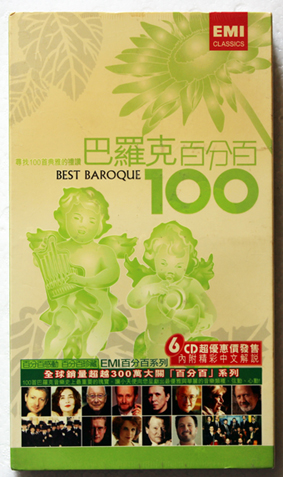 EMI
CLASSICS
巴羅克百分百
BEST BAROQUE
100
6CD超優惠價發售
內附精彩中文解說
EMI百分百系列
全球銷量超越300萬大關「百分百」系列